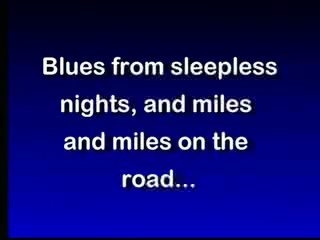 Blues from sleepless
nights, and miles
and miles on the
road...